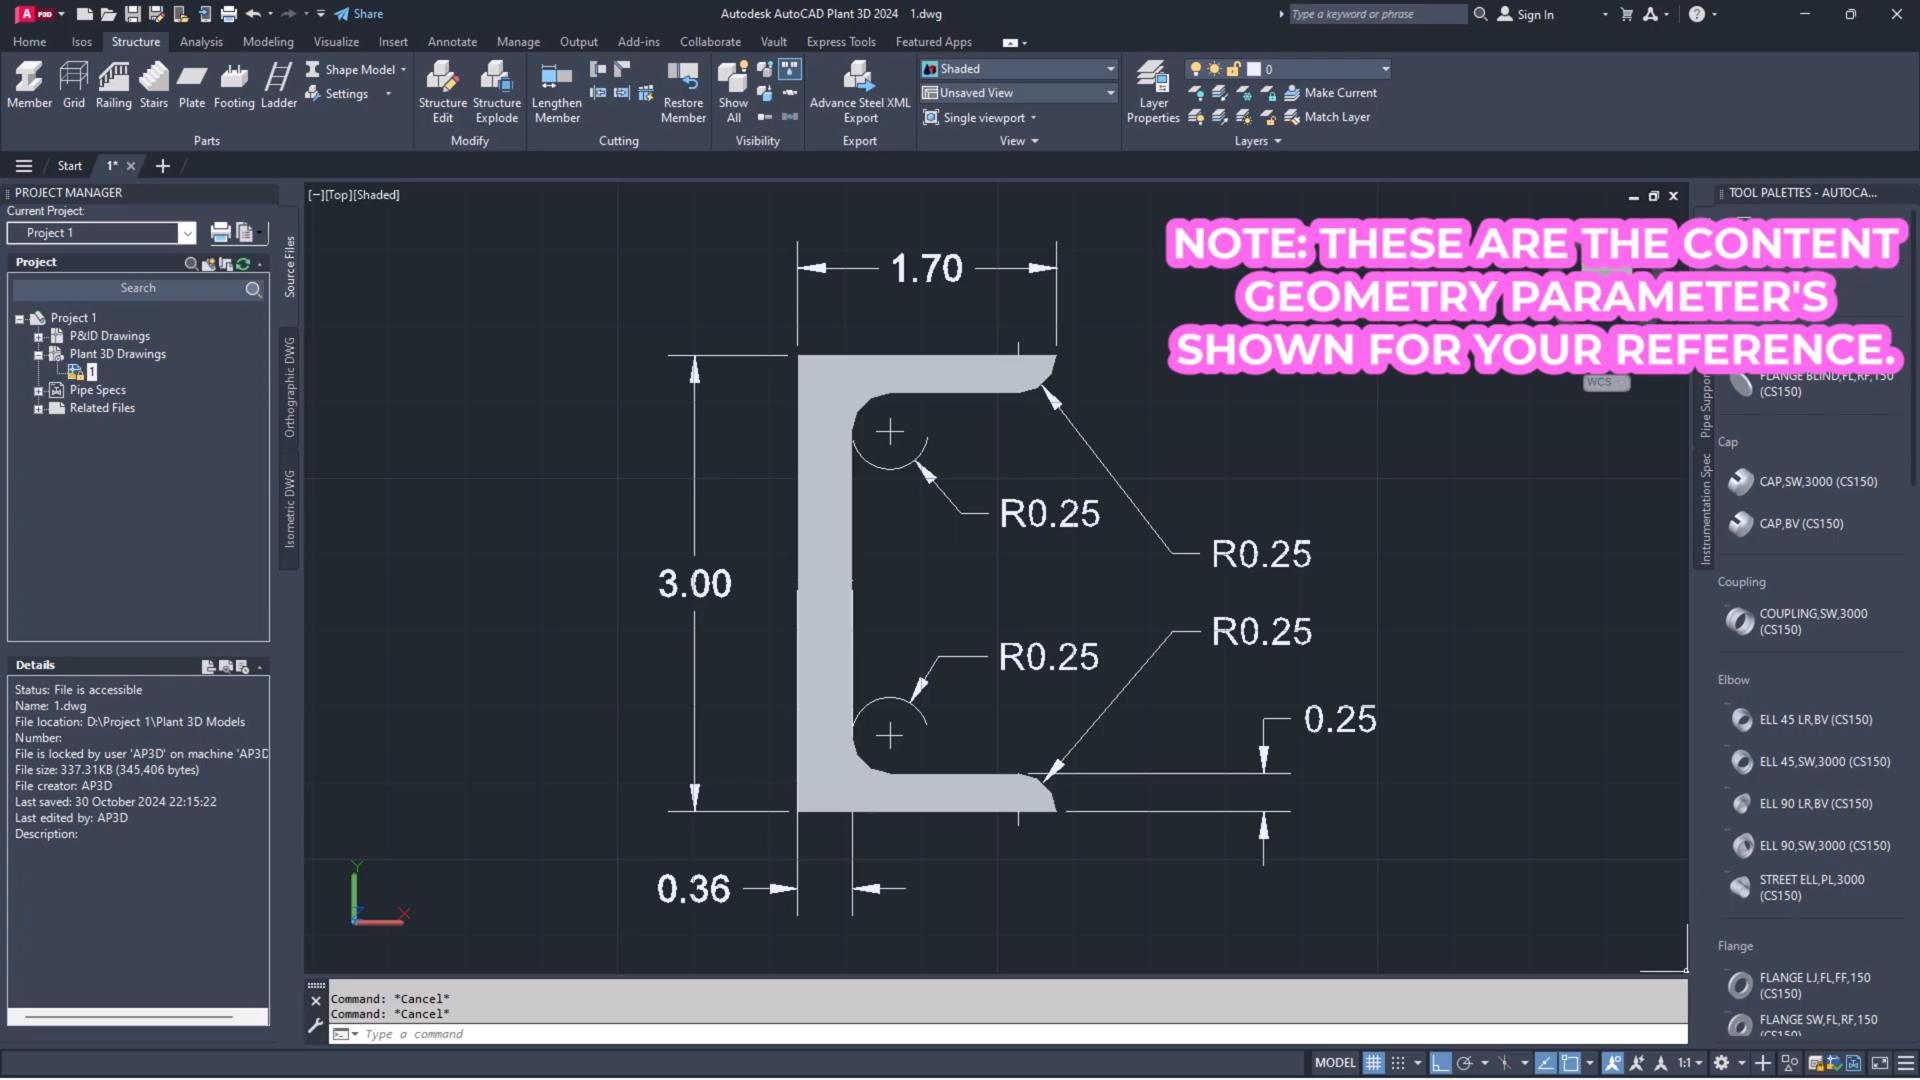 A P3D
Share
Autodesk AutoCAD Plant 3D 2024 1.dwg
Type a keyword or phrase
Sign In
Home Isos Structure Analysis Modeling Visualize Insert Annotate Manage Output Add-ins Collaborate Vault Express Tools Featured Apps
Member Grid Railing Stairs Plate Footing Ladder
Shape Model
Settings
Parts
Structure Edit
Structure Explode
Modify
Lengthen Member
Restore Member
Cutting
Show All
Visibility
Advance Steel XML Export
Export
Shaded
Unsaved View
Single viewport
View
Layer Properties
0
Make Current
Match Layer
Layers
Start
1*
PROJECT MANAGER
Current Project:
Project 1
Project
Search
Project 1
P&ID Drawings
Plant 3D Drawings
1
Pipe Specs
Related Files
Source Files
Orthographic DWG
Isometric DWG
Details
Status: File is accessible
Name: 1.dwg
File location: D:\Project 1\Plant 3D Models
Number:
File is locked by user 'AP3D' on machine 'AP3D
File size: 337.31KB (345,406 bytes)
File creator: AP3D
Last saved: 30 October 2024 22:15:22
Last edited by: AP3D
Description:
[−][Top][Shaded]
NOTE: THESE ARE THE CONTENT
GEOMETRY PARAMETER'S
SHOWN FOR YOUR REFERENCE.
WCS
1.70
R0.25
R0.25
3.00
R0.25
R0.25
0.25
0.36
Y
X
Command: *Cancel*
Command: *Cancel*
Type a command
TOOL PALETTES - AUTOCA...
Instrumentation Spec
FLANGE BLIND,FL,RF,150
(CS150)
Cap
CAP,SW,3000 (CS150)
CAP,BV (CS150)
Coupling
COUPLING,SW,3000
(CS150)
Elbow
ELL 45 LR,BV (CS150)
ELL 45,SW,3000 (CS150)
ELL 90 LR,BV (CS150)
ELL 90,SW,3000 (CS150)
STREET ELL,PL,3000
(CS150)
Flange
FLANGE LJ,FL,FF,150
(CS150)
FLANGE SW,FL,RF,150
MODEL
1:1